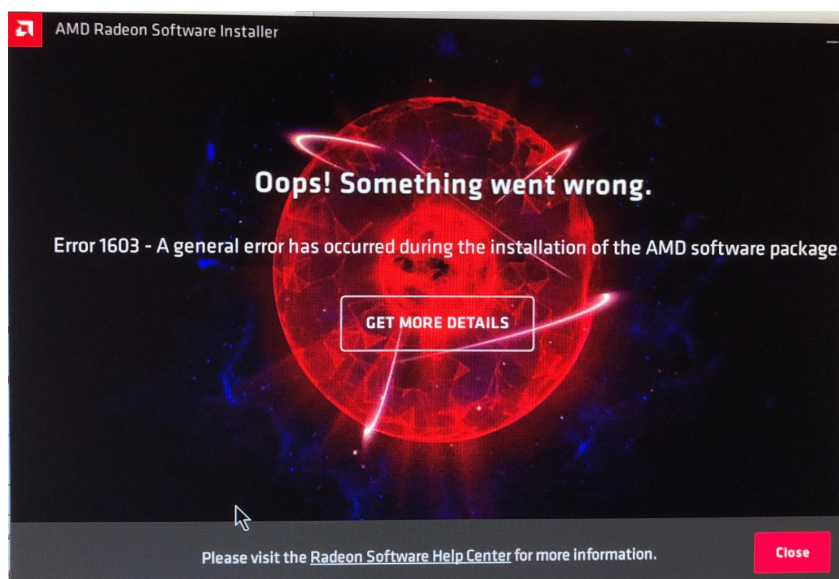 AMD Radeon Software Installer
Oops! Something went wrong.
Error 1603 - A general error has occurred during the installation of the AMD software package
GET MORE DETAILS
Please visit the Radeon Software Help Center for more information.
Close